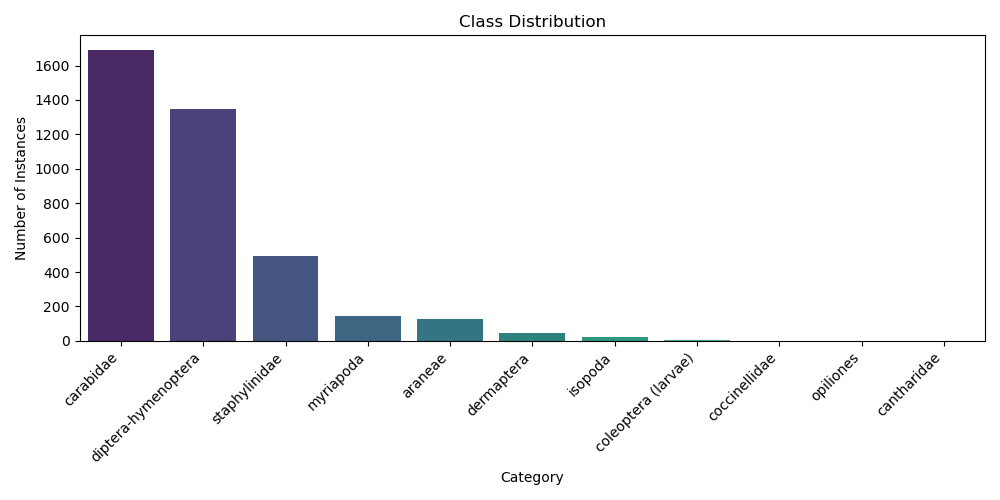 Class Distribution
Number of Instances
1600
1400
1200
1000
800
600
400
200
0
carabidae
diptera-hymenoptera
staphylinidae
myriapoda
araneae
dermaptera
isopoda
coleoptera (larvae)
coccinellidae
opiliones
cantharidae
Category